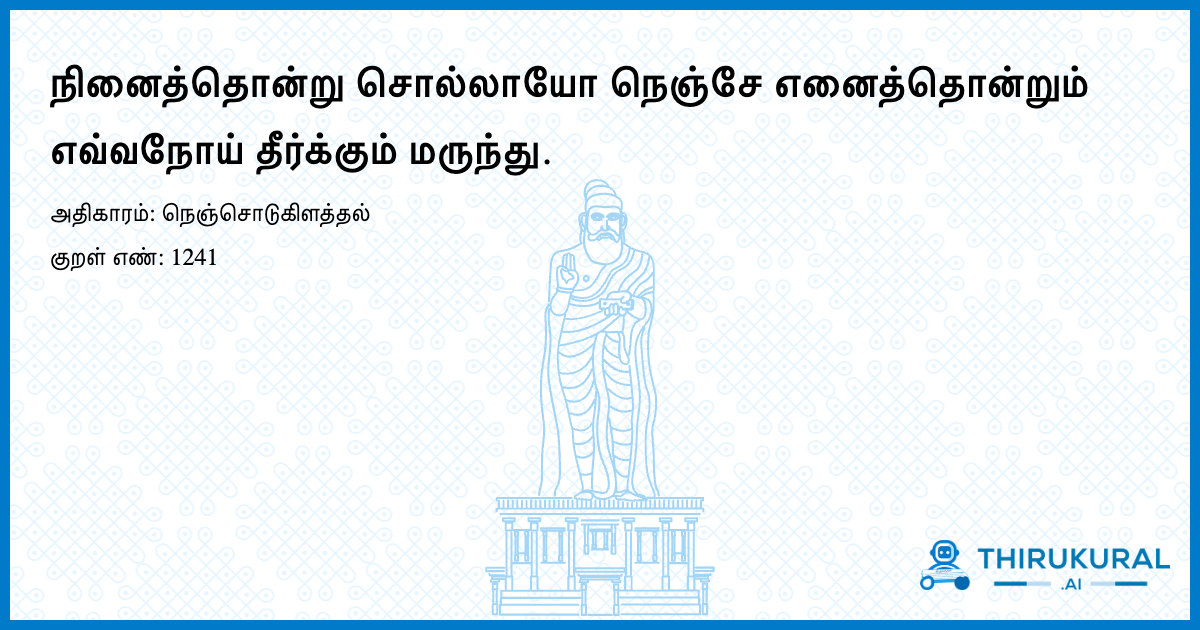 நினைத்தொன்று சொல்லாயோ நெஞ்சே எனைத்தொன்றும்
எவ்வநோய் தீர்க்கும் மருந்து.
அதிகாரம்: நெஞ்சொடுகிளத்தல்
குறள் எண்: 1241
THIRUKURAL
.AI